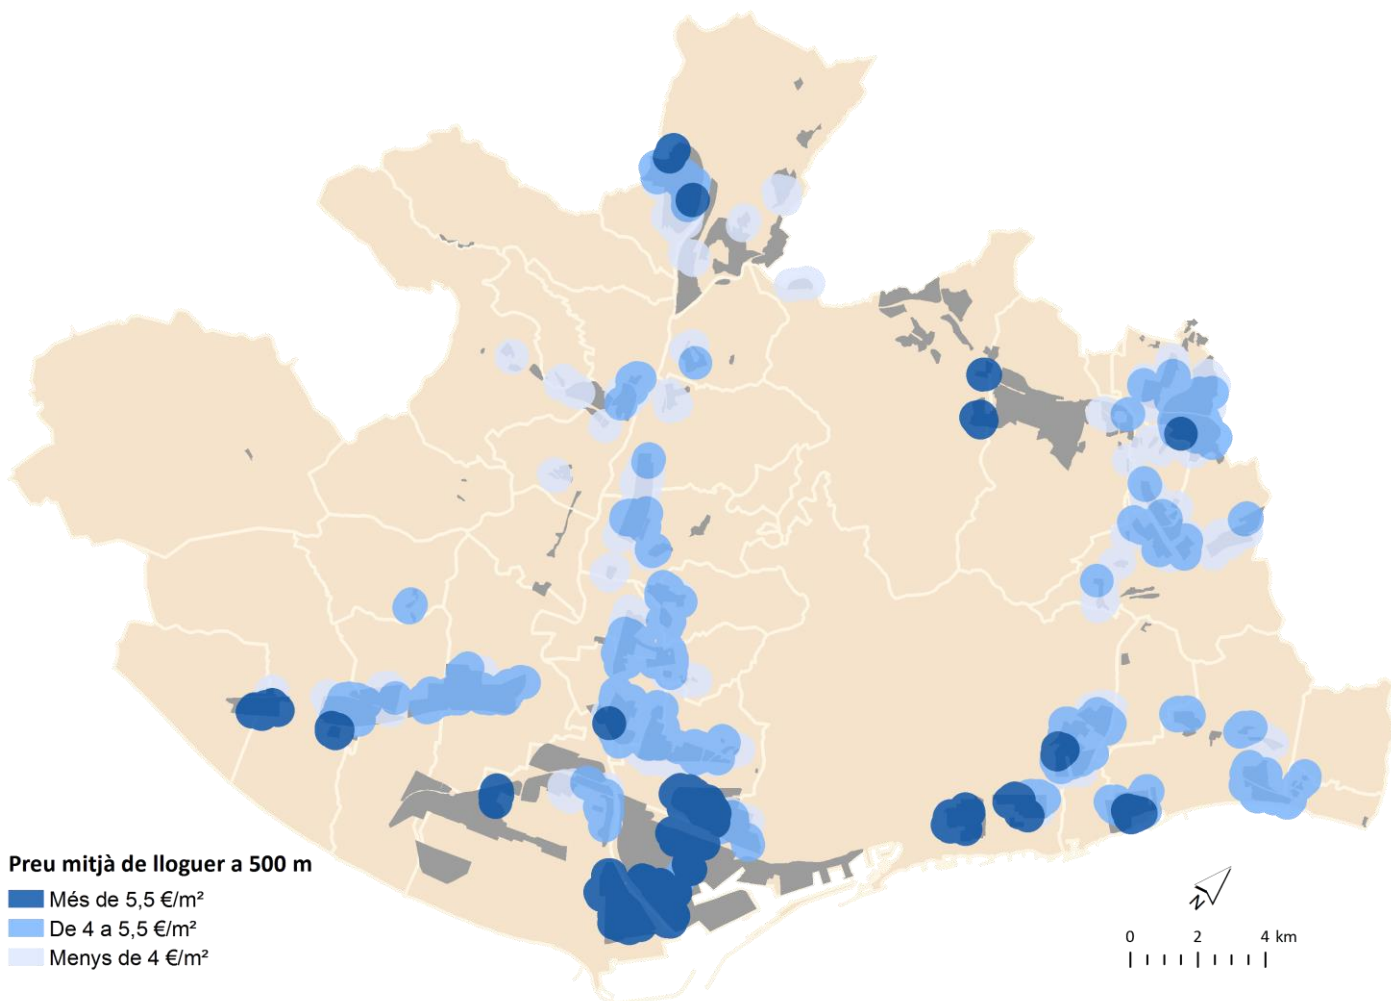 Preu mitjà de lloguer a 500 m
Més de 5,5 €/m²
De 4 a 5,5 €/m²
Menys de 4 €/m²
N
0 2 4 km